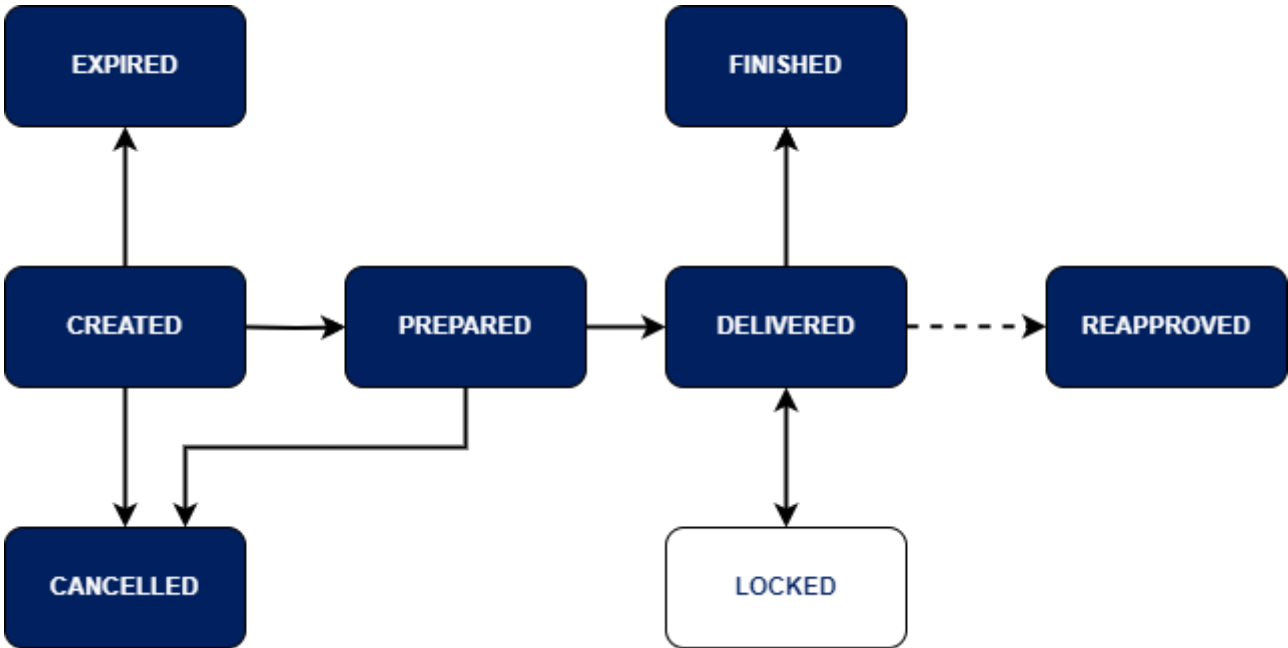 EXPIRED
FINISHED
CREATED
PREPARED
DELIVERED
REAPPROVED
CANCELLED
LOCKED